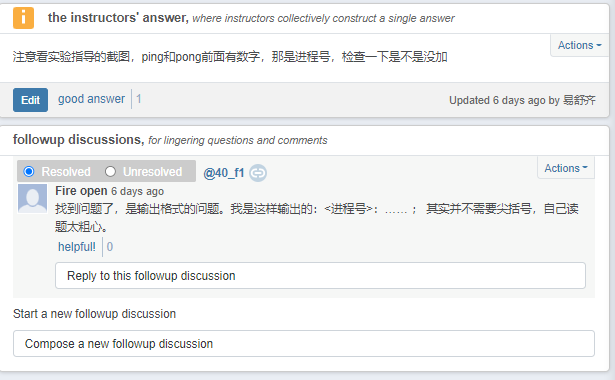 i the instructors' answer, where instructors collectively construct a single answer
Actions
注意看实验指导的截图，ping和pong前面有数字，那是进程号，检查一下是不是没加
Edit good answer 1 Updated 6 days ago by 易舒齐
followup discussions, for lingering questions and comments
Resolved Unresolved @40_f1 Actions
Fire open 6 days ago
找到问题了，是输出格式的问题。我是这样输出的：<进程号>：…… ； 其实并不需要尖括号，自己读
题太粗心。
helpful! 0
Reply to this followup discussion
Start a new followup discussion
Compose a new followup discussion